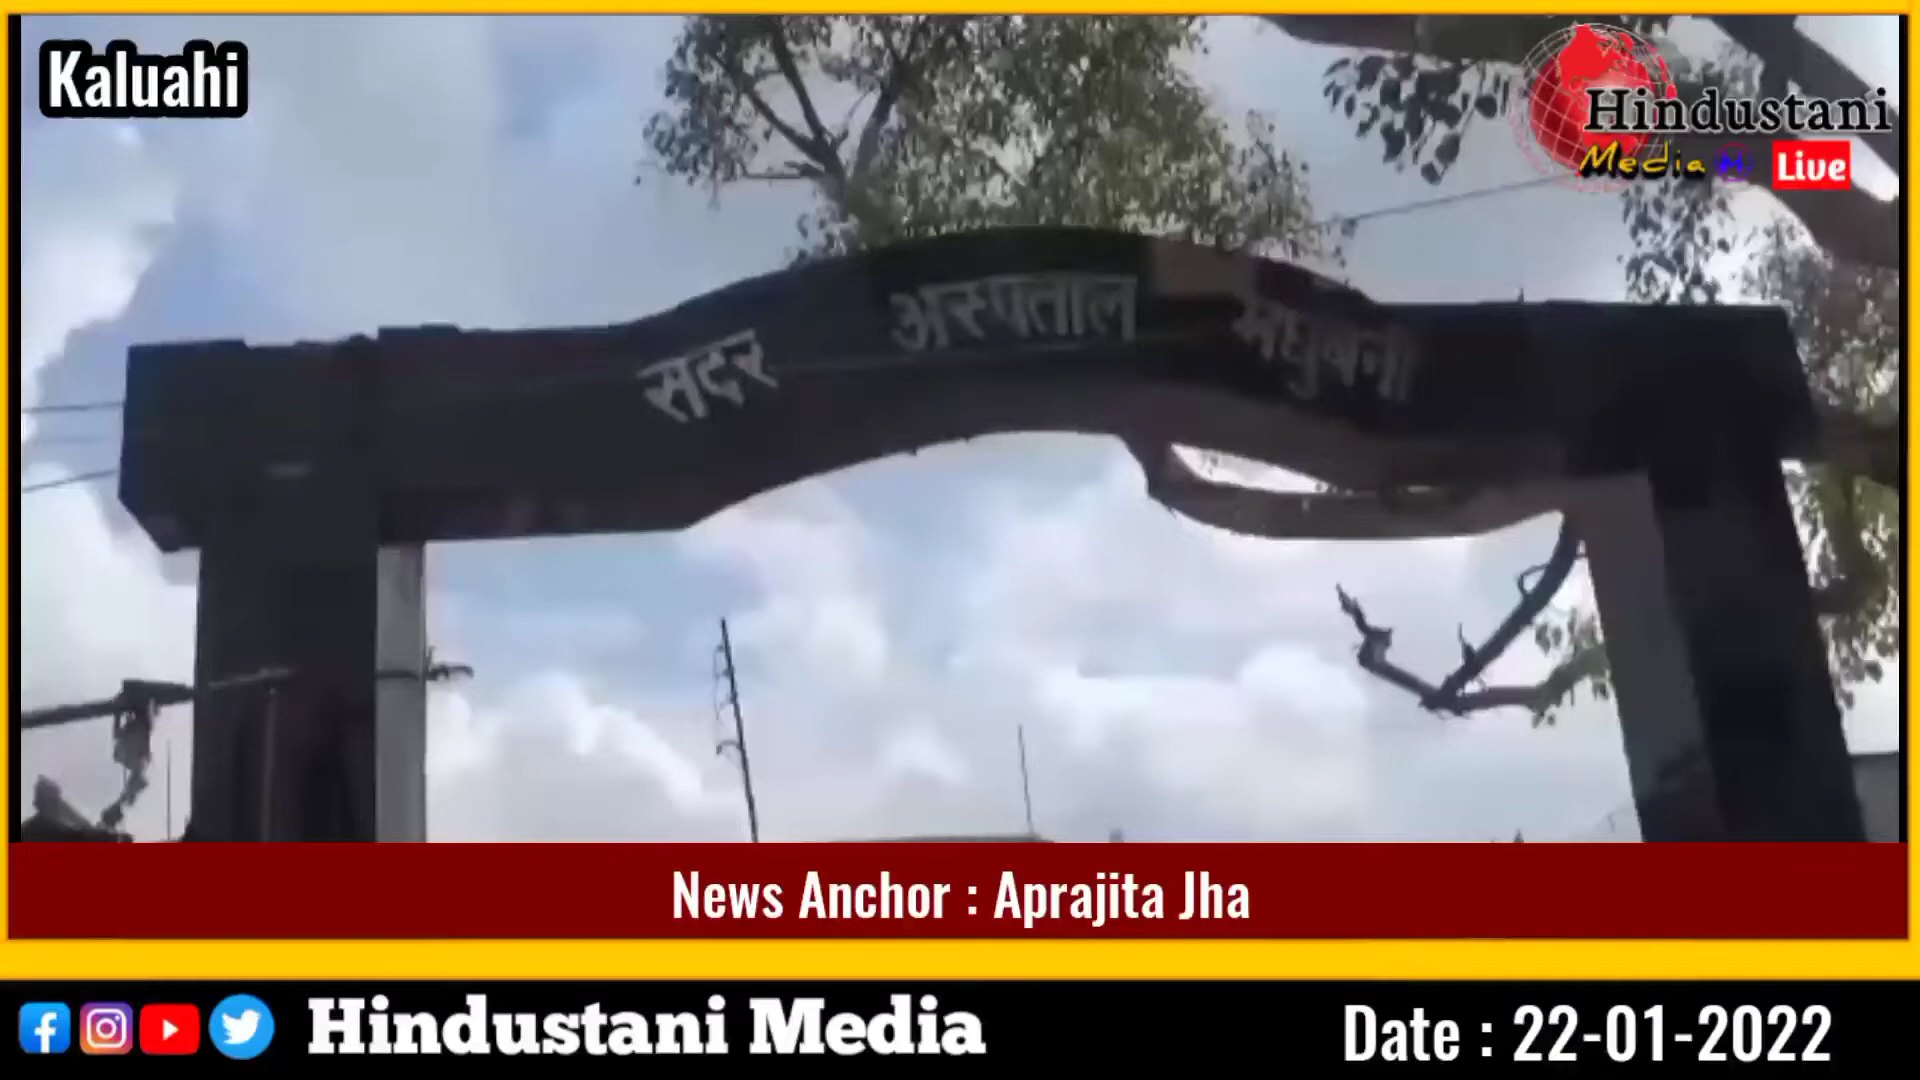 Kaluahi
Hindustani
Media Live
सदर अस्पताल मधुबनी
News Anchor : Aprajita Jha
Hindustani Media
Date : 22-01-2022